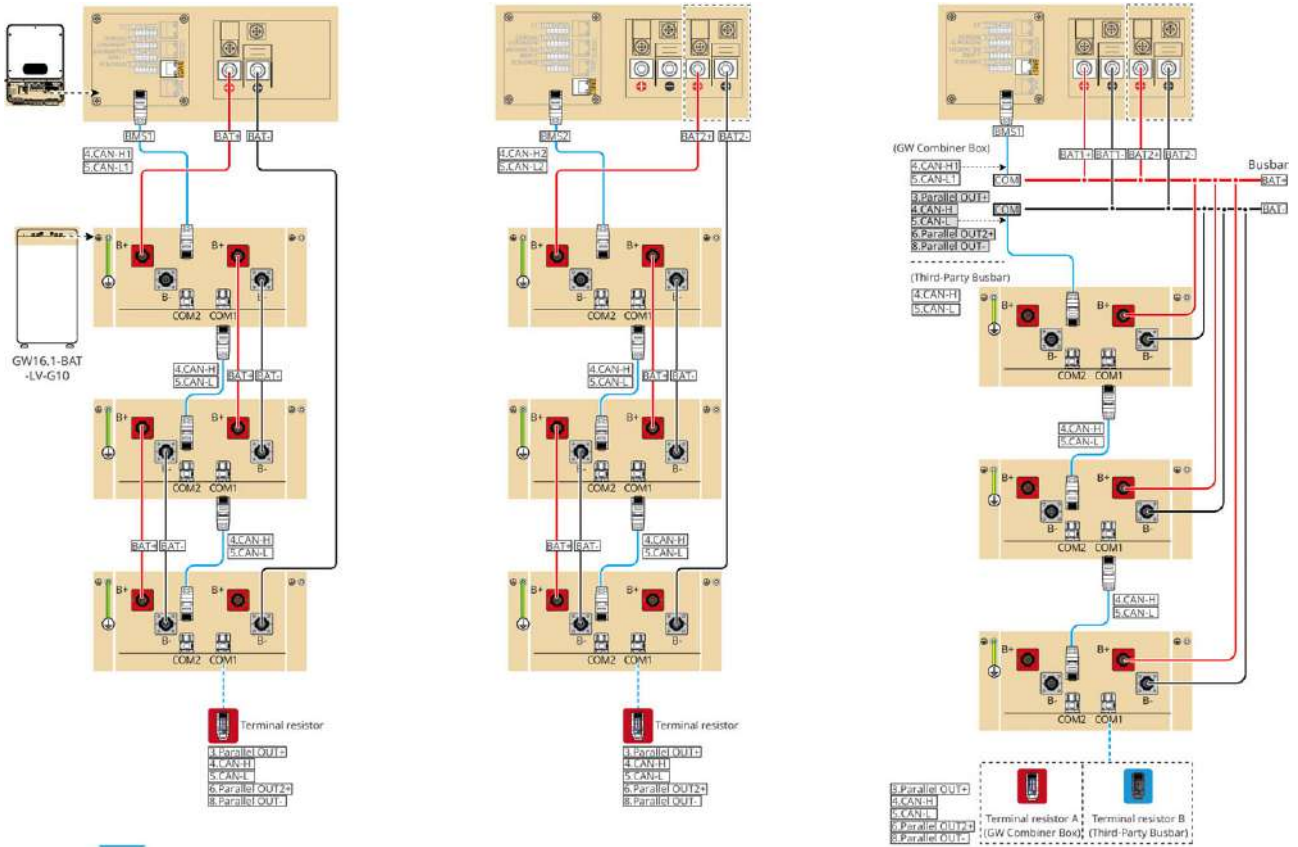 BMS1
BAT+
BAT-
4.CAN-H1
5.CAN-L1
B+
B+
B-
B-
COM2
COM1
GW16.1-BAT
-LV-G10
4.CAN-H
5.CAN-L
BAT+
BAT-
B+
B+
B-
B-
COM2
COM1
BAT+
BAT-
4.CAN-H
5.CAN-L
B+
B+
B-
B-
COM2
COM1
Terminal resistor
3.Parallel OUT+
4.CAN-H
5.CAN-L
6.Parallel OUT2+
8.Parallel OUT-
BMS2
BAT2+
BAT2-
4.CAN-H2
5.CAN-L2
B+
B+
B-
B-
COM2
COM1
4.CAN-H
5.CAN-L
BAT+
BAT-
B+
B+
B-
B-
COM2
COM1
BAT+
BAT-
4.CAN-H
5.CAN-L
B+
B+
B-
B-
COM2
COM1
Terminal resistor
3.Parallel OUT+
4.CAN-H
5.CAN-L
6.Parallel OUT2+
8.Parallel OUT-
BMS1
BAT1+
BAT1-
BAT2+
BAT2-
(GW Combiner Box)
4.CAN-H1
5.CAN-L1
COM
Busbar
BAT+
3.Parallel OUT+
4.CAN-H
5.CAN-L
6.Parallel OUT2+
8.Parallel OUT-
COM
BAT-
(Third-Party Busbar)
4.CAN-H
5.CAN-L
B+
B+
B-
B-
COM2
COM1
4.CAN-H
5.CAN-L
B+
B+
B-
B-
COM2
COM1
4.CAN-H
5.CAN-L
B+
B+
B-
B-
COM2
COM1
3.Parallel OUT+
4.CAN-H
5.CAN-L
6.Parallel OUT2+
8.Parallel OUT-
Terminal resistor A
(GW Combiner Box)
Terminal resistor B
(Third-Party Busbar)